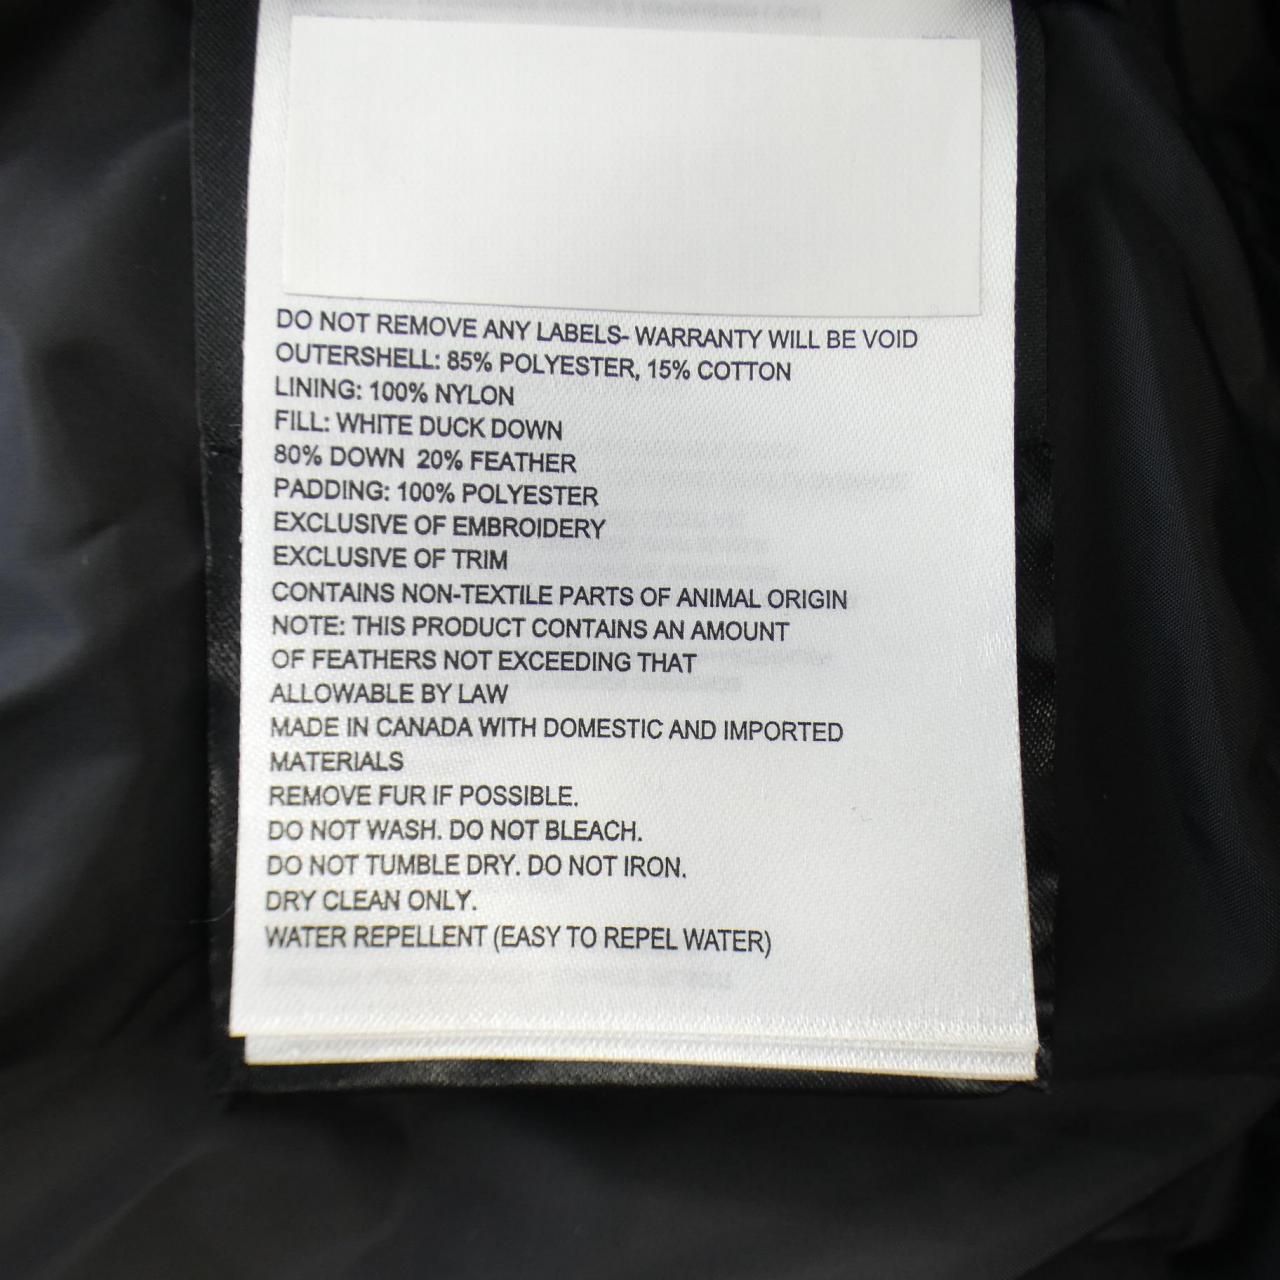 DO NOT REMOVE ANY LABELS- WARRANTY WILL BE VOID
OUTERSHELL: 85% POLYESTER, 15% COTTON
LINING: 100% NYLON
FILL: WHITE DUCK DOWN
80% DOWN 20% FEATHER
PADDING: 100% POLYESTER
EXCLUSIVE OF EMBROIDERY
EXCLUSIVE OF TRIM
CONTAINS NON-TEXTILE PARTS OF ANIMAL ORIGIN
NOTE: THIS PRODUCT CONTAINS AN AMOUNT
OF FEATHERS NOT EXCEEDING THAT
ALLOWABLE BY LAW
MADE IN CANADA WITH DOMESTIC AND IMPORTED
MATERIALS
REMOVE FUR IF POSSIBLE.
DO NOT WASH. DO NOT BLEACH.
DO NOT TUMBLE DRY. DO NOT IRON.
DRY CLEAN ONLY.
WATER REPELLENT (EASY TO REPEL WATER)